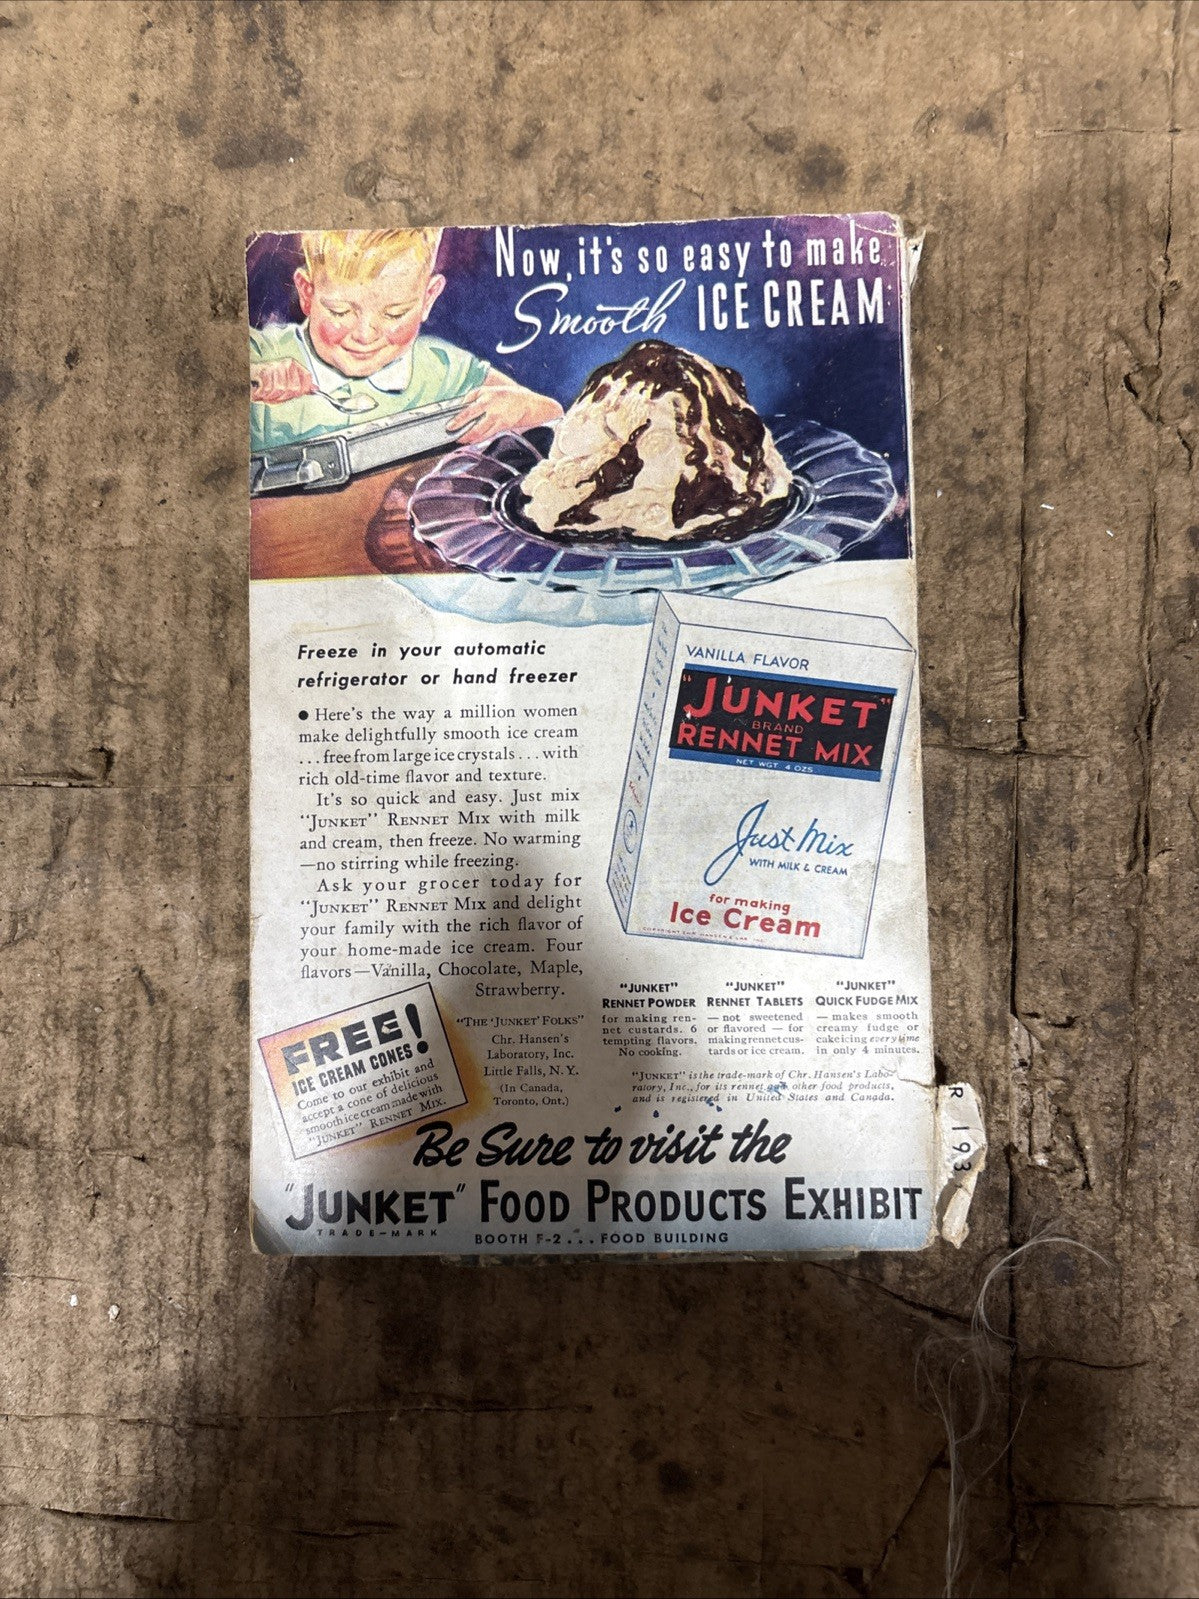 Now, it's so easy to make
Smooth ICE CREAM
Freeze in your automatic
refrigerator or hand freezer
● Here's the way a million women
make delightfully smooth ice cream
... free from large ice crystals ... with
rich old-time flavor and texture.
It's so quick and easy. Just mix
"JUNKET" RENNET MIX with milk
and cream, then freeze. No warming
—no stirring while freezing.
Ask your grocer today for
"JUNKET" RENNET MIX and delight
your family with the rich flavor of
your home-made ice cream. Four
flavors—Vanilla, Chocolate, Maple,
Strawberry.
VANILLA FLAVOR
"JUNKET"
BRAND
RENNET MIX
NET WGT. 4 OZS
Just Mix
WITH MILK & CREAM
for making
Ice Cream
"JUNKET"
RENNET POWDER
for making ren-
net custards. 6
tempting flavors.
No cooking.
"JUNKET"
RENNET TABLETS
— not sweetened
or flavored — for
making rennet cus-
tards or ice cream.
"JUNKET"
QUICK FUDGE MIX
— makes smooth
creamy fudge or
cake icing every time
in only 4 minutes.
"JUNKET" is the trade-mark of Chr. Hansen's Labo-
ratory, Inc., for its rennet and other food products,
and is registered in United States and Canada.
FREE!
ICE CREAM CONES!
Come to our exhibit and
accept a cone of delicious
smooth ice cream made with
"JUNKET" RENNET MIX.
"THE 'JUNKET' FOLKS"
Chr. Hansen's
Laboratory, Inc.
Little Falls, N. Y.
(In Canada,
Toronto, Ont.)
Be Sure to visit the
"JUNKET" FOOD PRODUCTS EXHIBIT
TRADE-MARK
BOOTH F-2 ... FOOD BUILDING
R 193